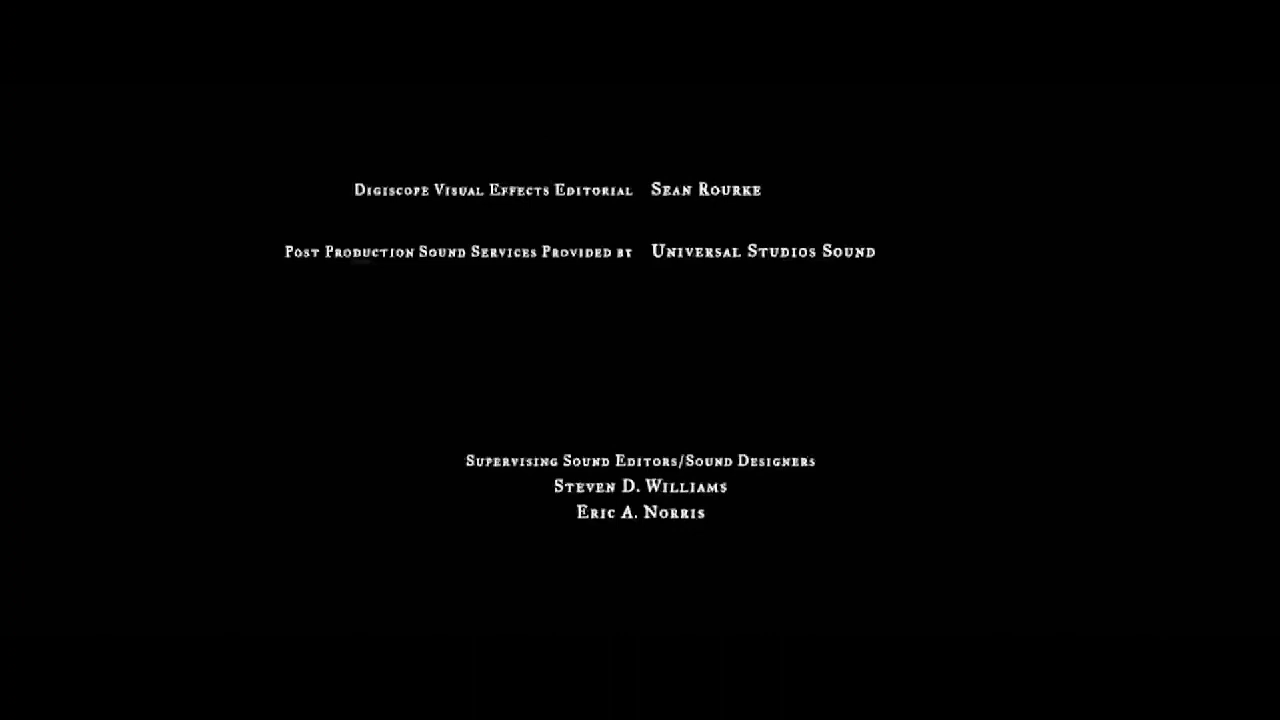 Digiscope Visual Effects Editorial Sean Rourke
Post Production Sound Services Provided by Universal Studios Sound
Supervising Sound Editors/Sound Designers
Steven D. Williams
Eric A. Norris